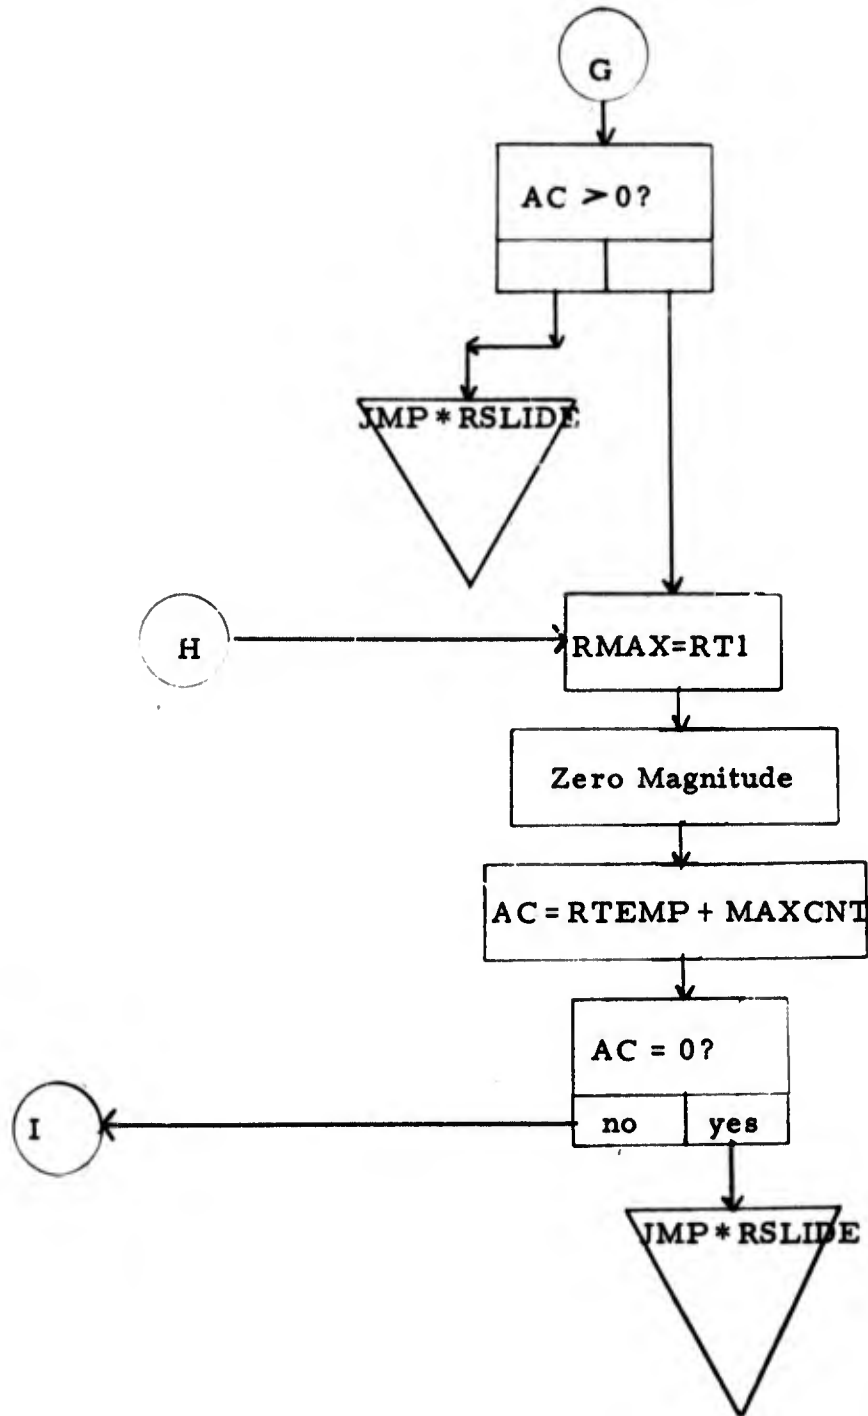 G
AC > 0?
JMP * RSLIDE
H
RMAX=RT1
Zero Magnitude
AC = RTEMP + MAXCNT
AC = 0?
I
no yes
JMP * RSLIDE